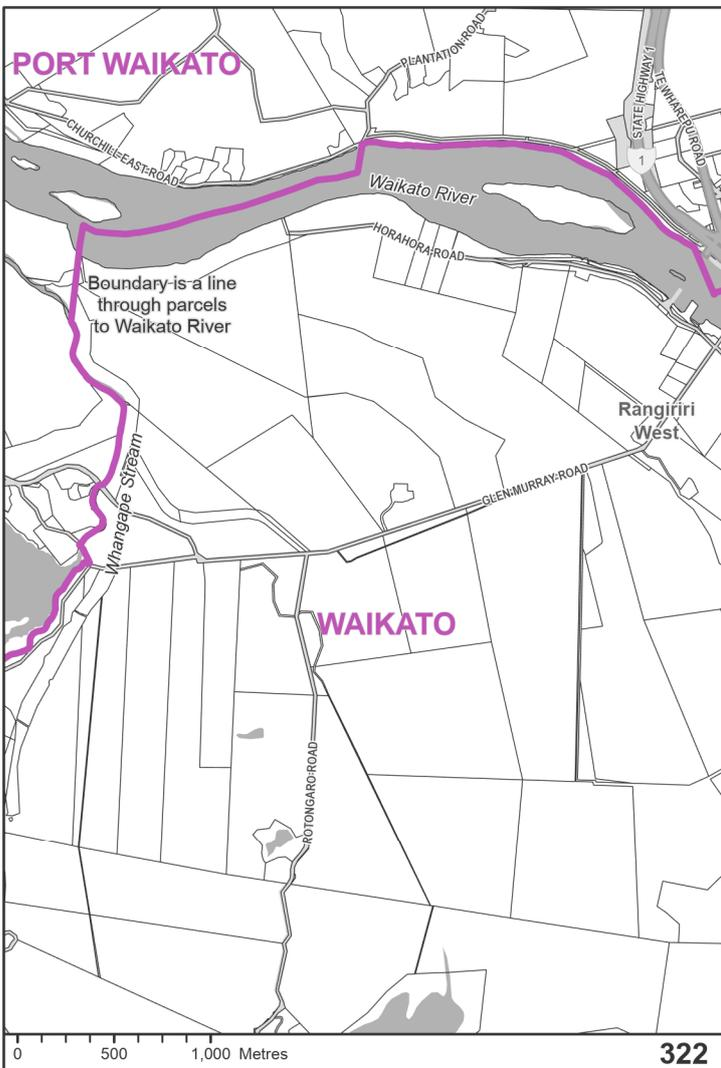 PORT WAIKATO
PLANTATION ROAD
STATE HIGHWAY 1
TE WHARETU ROAD
1
CHURCHILL EAST ROAD
Waikato River
HORAHORA ROAD
Boundary is a line
through parcels
to Waikato River
Rangiriri
West
Whangape Stream
GLEN MURRAY ROAD
WAIKATO
ROTONGARO ROAD
0 500 1,000 Metres
322